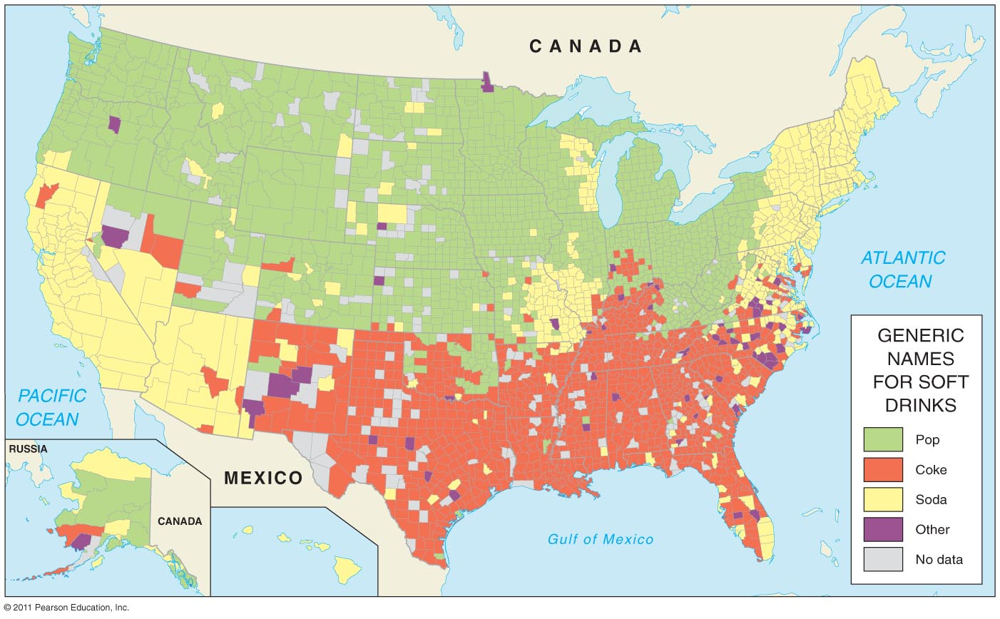 CANADA
ATLANTIC
OCEAN
PACIFIC
OCEAN
MEXICO
Gulf of Mexico
RUSSIA
CANADA
GENERIC
NAMES
FOR SOFT
DRINKS
Pop
Coke
Soda
Other
No data
© 2011 Pearson Education, Inc.